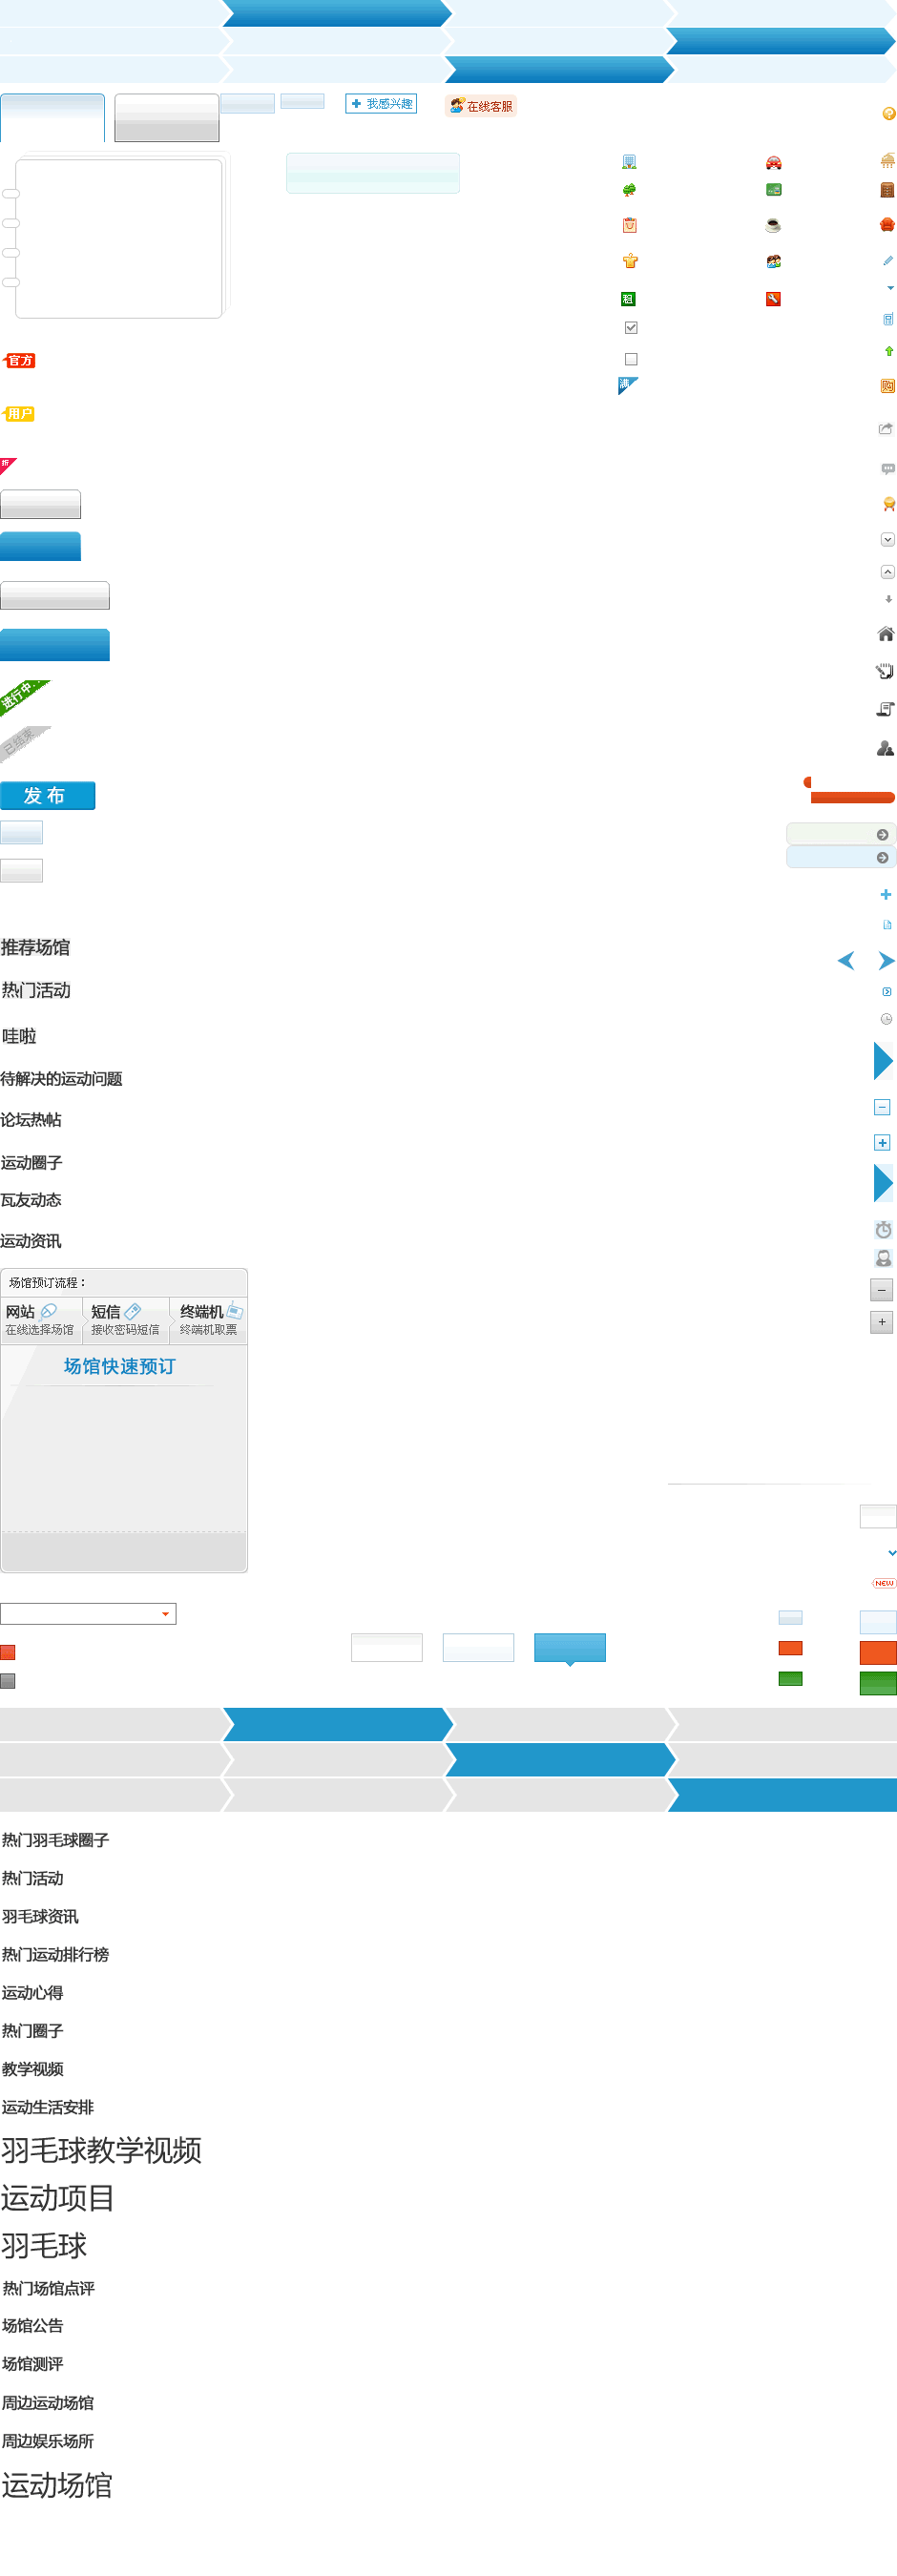 我感兴趣
在线客服
租
官方
满
购
用户
折
进行中
已结束
发布
推荐场馆
热门活动
哇啦
待解决的运动问题
论坛热帖
运动圈子
瓦友动态
运动资讯
场馆预订流程：
网站 短信 终端机
在线选择场馆 接收密码短信 终端机取票
场馆快速预订
NEW
热门羽毛球圈子
热门活动
羽毛球资讯
热门运动排行榜
运动心得
热门圈子
教学视频
运动生活安排
羽毛球教学视频
运动项目
羽毛球
热门场馆点评
场馆公告
场馆测评
周边运动场馆
周边娱乐场所
运动场馆